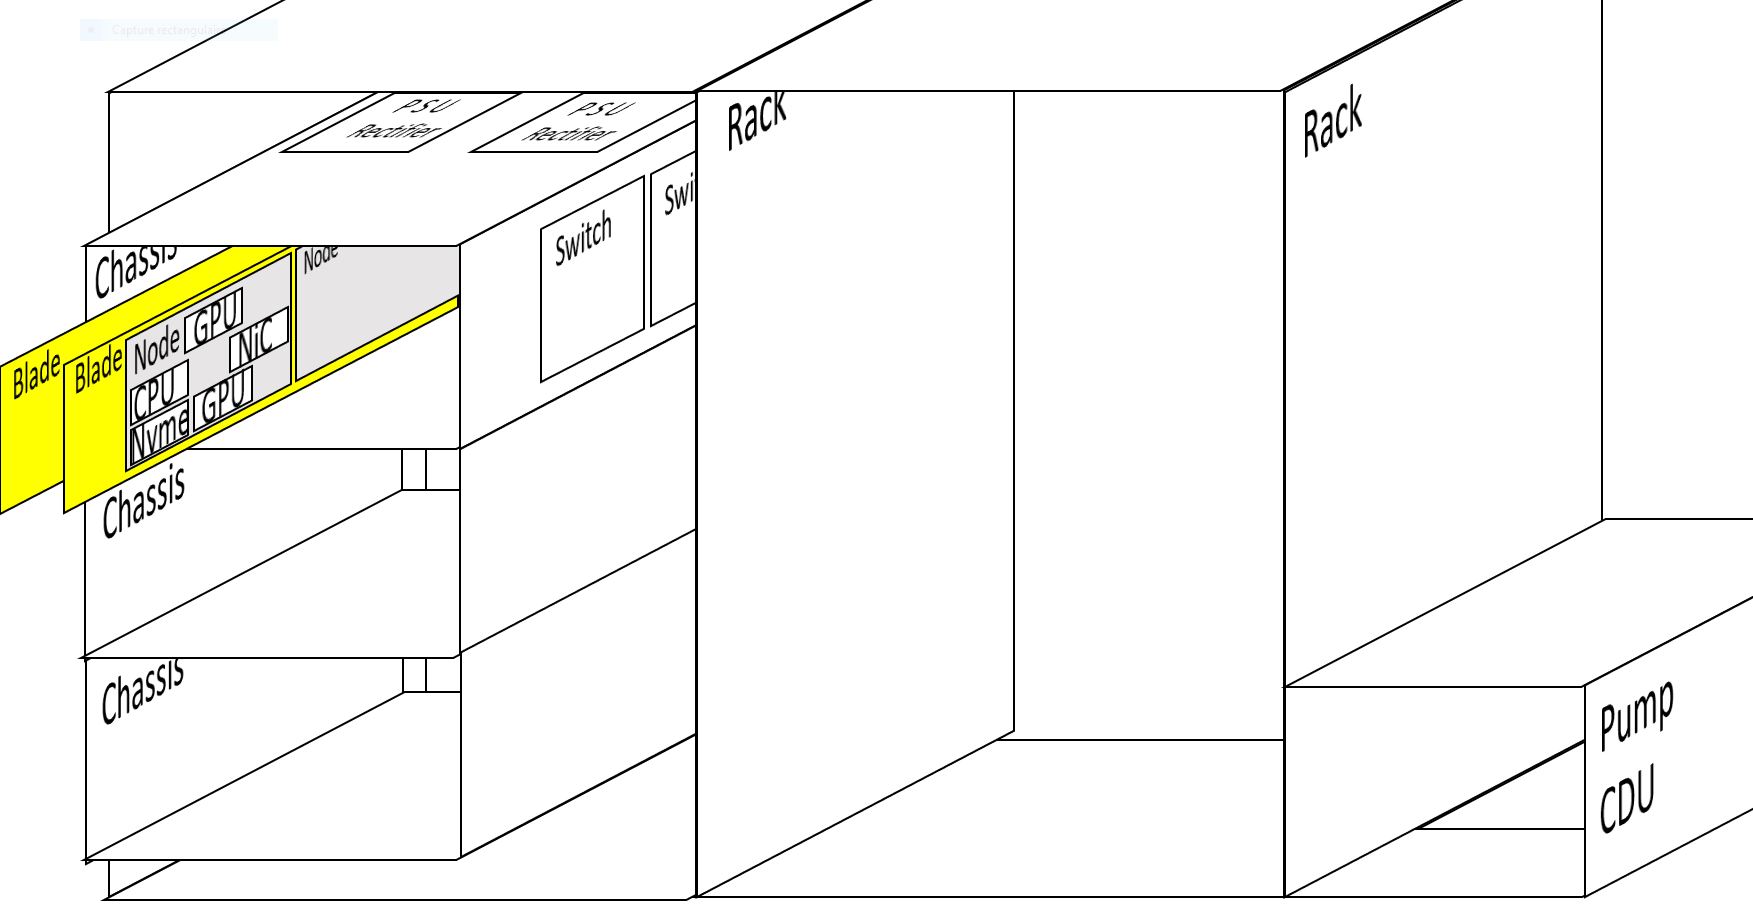 Capture rectangular
PSU
Rectifier
PSU
Rectifier
Rack
Rack
Switch
Swi
Chassis
Node
Blade
Blade
Node
GPU
NiC
CPU
GPU
Nvme
Chassis
Chassis
Pump
CDU